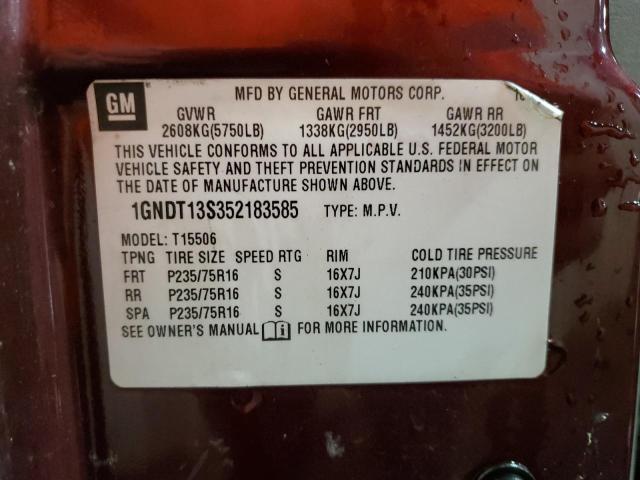 GM
MFD BY GENERAL MOTORS CORP.
GVWR GAWR FRT GAWR RR
2608KG(5750LB) 1338KG(2950LB) 1452KG(3200LB)
THIS VEHICLE CONFORMS TO ALL APPLICABLE U.S. FEDERAL MOTOR
VEHICLE SAFETY AND THEFT PREVENTION STANDARDS IN EFFECT ON
THE DATE OF MANUFACTURE SHOWN ABOVE.
1GNDT13S352183585 TYPE: M.P.V.
MODEL: T15506
TPNG TIRE SIZE SPEED RTG RIM COLD TIRE PRESSURE
FRT P235/75R16 S 16X7J 210KPA(30PSI)
RR P235/75R16 S 16X7J 240KPA(35PSI)
SPA P235/75R16 S 16X7J 240KPA(35PSI)
SEE OWNER'S MANUAL FOR MORE INFORMATION.